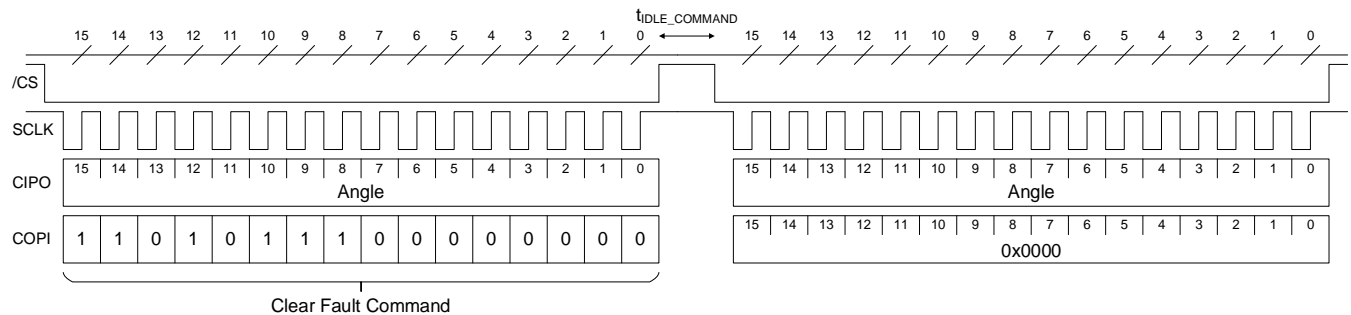 tIDLE_COMMAND
15 14 13 12 11 10 9 8 7 6 5 4 3 2 1 0 15 14 13 12 11 10 9 8 7 6 5 4 3 2 1 0
/CS
SCLK
CIPO 15 14 13 12 11 10 9 8 7 6 5 4 3 2 1 0 15 14 13 12 11 10 9 8 7 6 5 4 3 2 1 0
Angle Angle
COPI 1 1 0 1 0 1 1 1 0 0 0 0 0 0 0 0 15 14 13 12 11 10 9 8 7 6 5 4 3 2 1 0
0x0000
Clear Fault Command